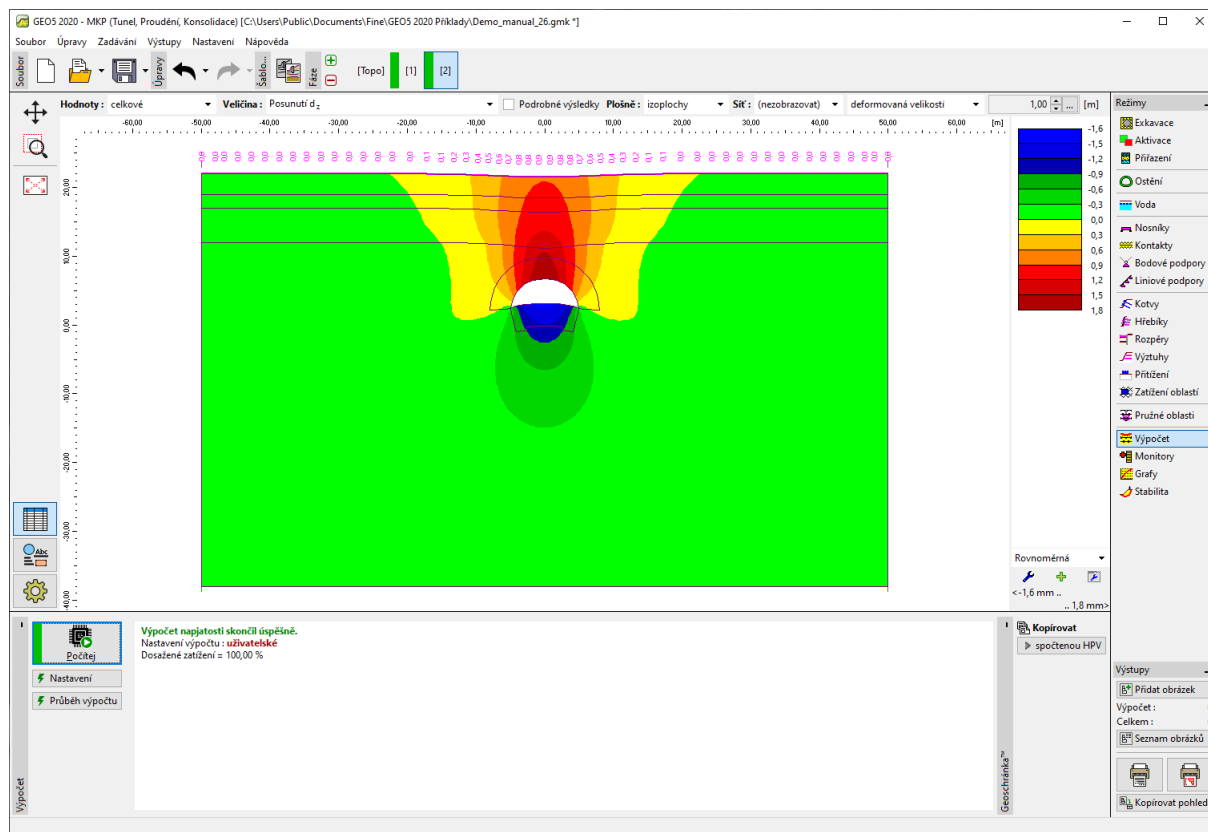 GEO5 2020 - MKP (Tunel, Proudění, Konsolidace) [C:\Users\Public\Documents\Fine\GEO5 2020 Příklady\Demo_manual_26.gmk *]
Soubor Úpravy Zadávání Výstupy Nastavení Nápověda
Soubor
Úpravy
Šablo...
Fáze
[Topo] [1] [2]
Hodnoty : celkové Veličina : Posunutí d z Podrobné výsledky Plošně : izoplochy Síť : (nezobrazovat) deformovaná velikostí 1,00 ... [m]
-60,00 -50,00 -40,00 -30,00 -20,00 -10,00 0,00 10,00 20,00 30,00 40,00 50,00 60,00 [m]
20,00
10,00
0,00
-10,00
-20,00
-30,00
-40,00
-1,6
-1,5
-1,2
-0,9
-0,6
-0,3
0,0
0,3
0,6
0,9
1,2
1,5
1,8
Rovnoměrná
<-1,6 mm ..
.. 1,8 mm>
Režimy
Exkavace
Aktivace
Přiřazení
Ostění
Voda
Nosníky
Kontakty
Bodové podpory
Liniové podpory
Kotvy
Hřebíky
Rozpěry
Výztuhy
Přitížení
Zatížení oblastí
Pružné oblasti
Výpočet
Monitory
Grafy
Stabilita
Výpočet
Počítej
Nastavení
Průběh výpočtu
Výpočet napjatosti skončil úspěšně.
Nastavení výpočtu : uživatelské
Dosažené zatížení = 100,00 %
Geoschránka™
Kopírovat
spočtenou HPV
Výstupy
Přidat obrázek
Výpočet :
Celkem :
Seznam obrázků
Kopírovat pohled